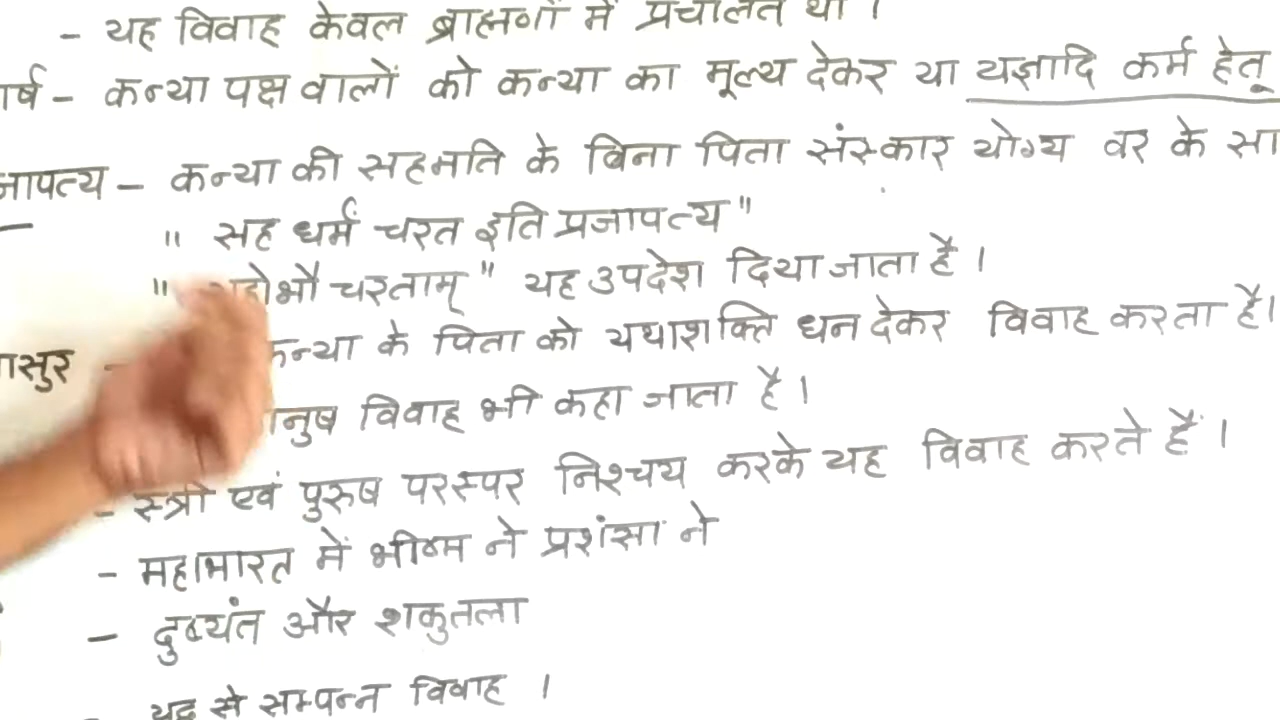 - यह विवाह केवल ब्राह्मणों में प्रचलित था ।
र्ष - कन्या पक्ष वालों को कन्या का मूल्य देकर या यज्ञादि कर्म हेतू
जापत्य - कन्या की सहमति के बिना पिता संस्कार योग्य वर के सा
" सह धर्मं चरत इति प्रजापत्य "
" चरताम् " यह उपदेश दिया जाता है ।
ासुर - कन्या के पिता को यथाशक्ति धन देकर विवाह करता है।
ानुष विवाह भी कहा जाता है ।
- स्त्री एवं पुरुष परस्पर निश्चय करके यह विवाह करते हैं ।
- महाभारत में भीष्म ने प्रशंसा ने
- दुष्यंत और शकुतला
- से सम्पन्न विवाह ।